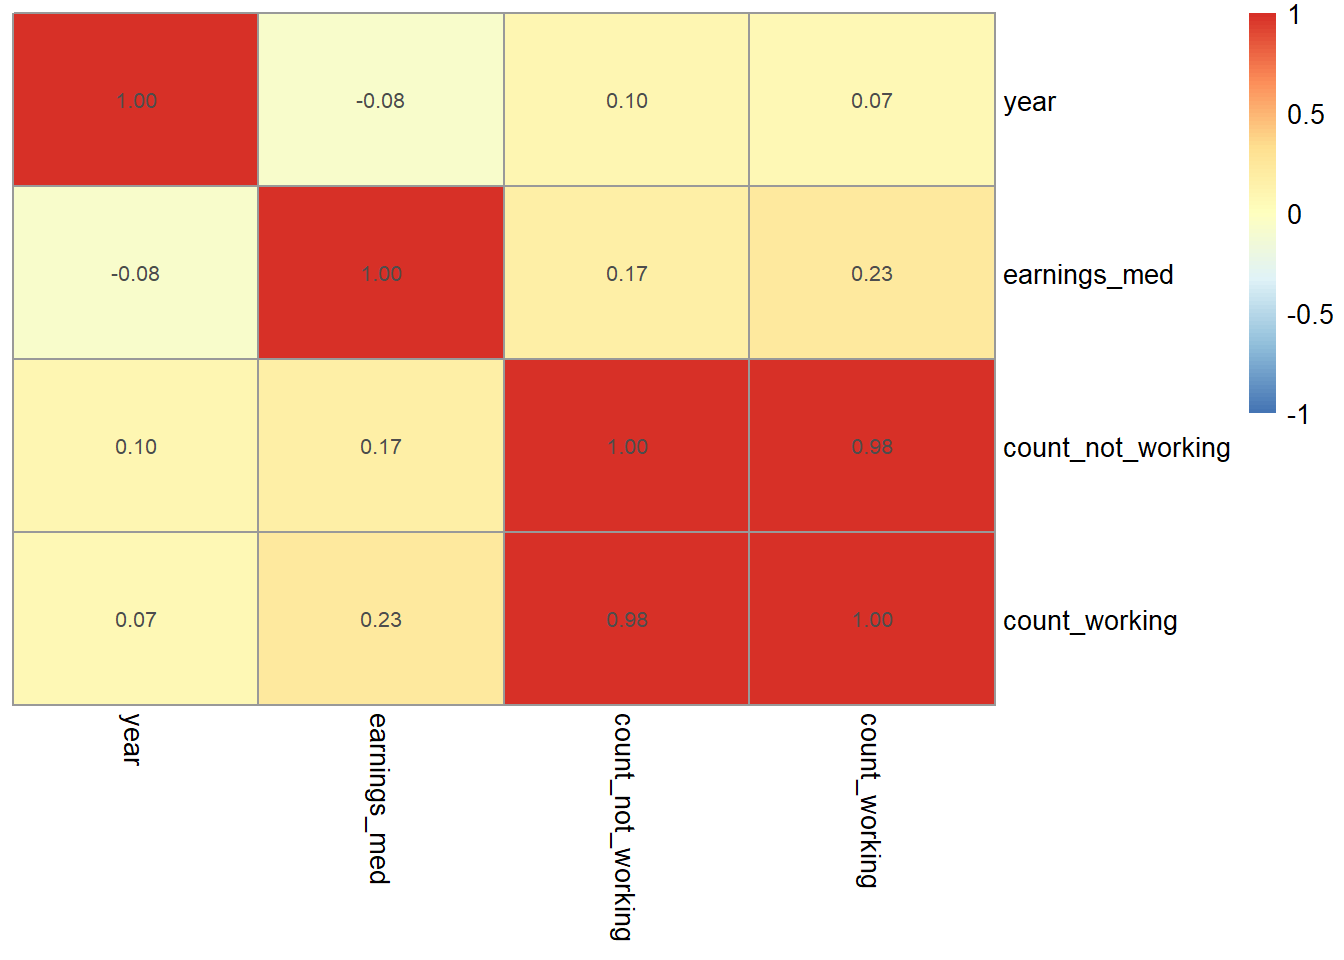 1.00 -0.08 0.10 0.07 year
-0.08 1.00 0.17 0.23 earnings_med
0.10 0.17 1.00 0.98 count_not_working
0.07 0.23 0.98 1.00 count_working
year
earnings_med
count_not_working
count_working
1
0.5
0
-0.5
-1